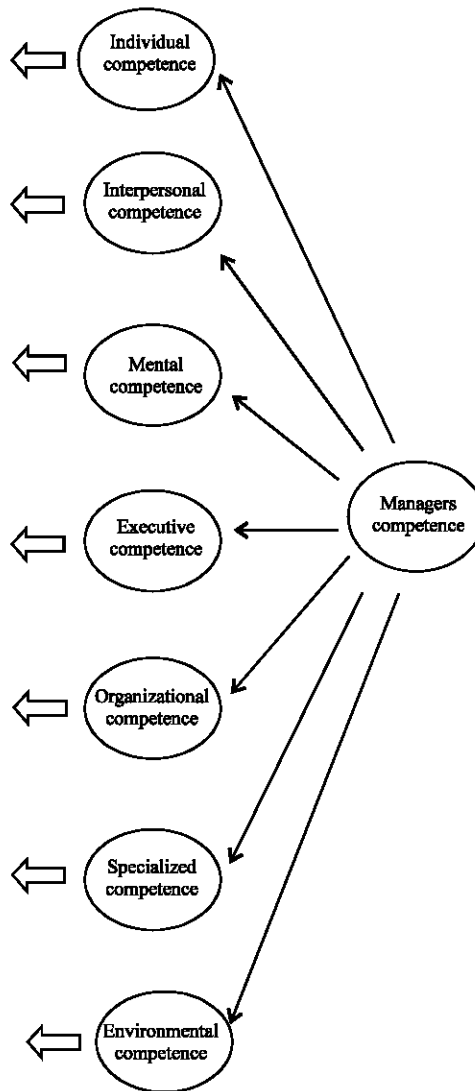 Individual
competence
Interpersonal
competence
Mental
competence
Managers
competence
Executive
competence
Organizational
competence
Specialized
competence
Environmental
competence